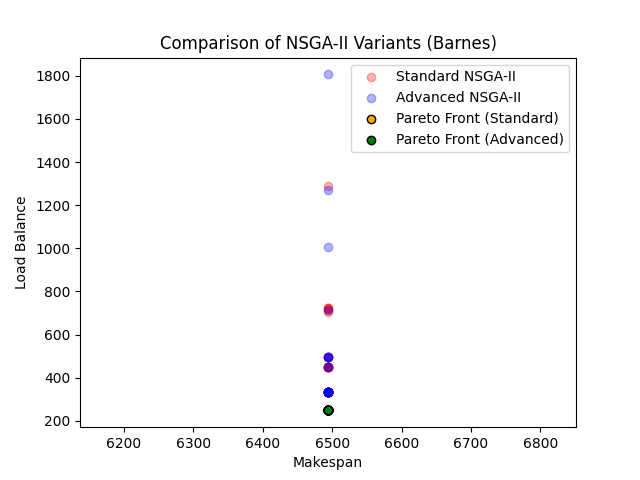 Comparison of NSGA-II Variants (Barnes)
Standard NSGA-II
Advanced NSGA-II
Pareto Front (Standard)
Pareto Front (Advanced)
Load Balance
1800
1600
1400
1200
1000
800
600
400
200
6200 6300 6400 6500 6600 6700 6800
Makespan